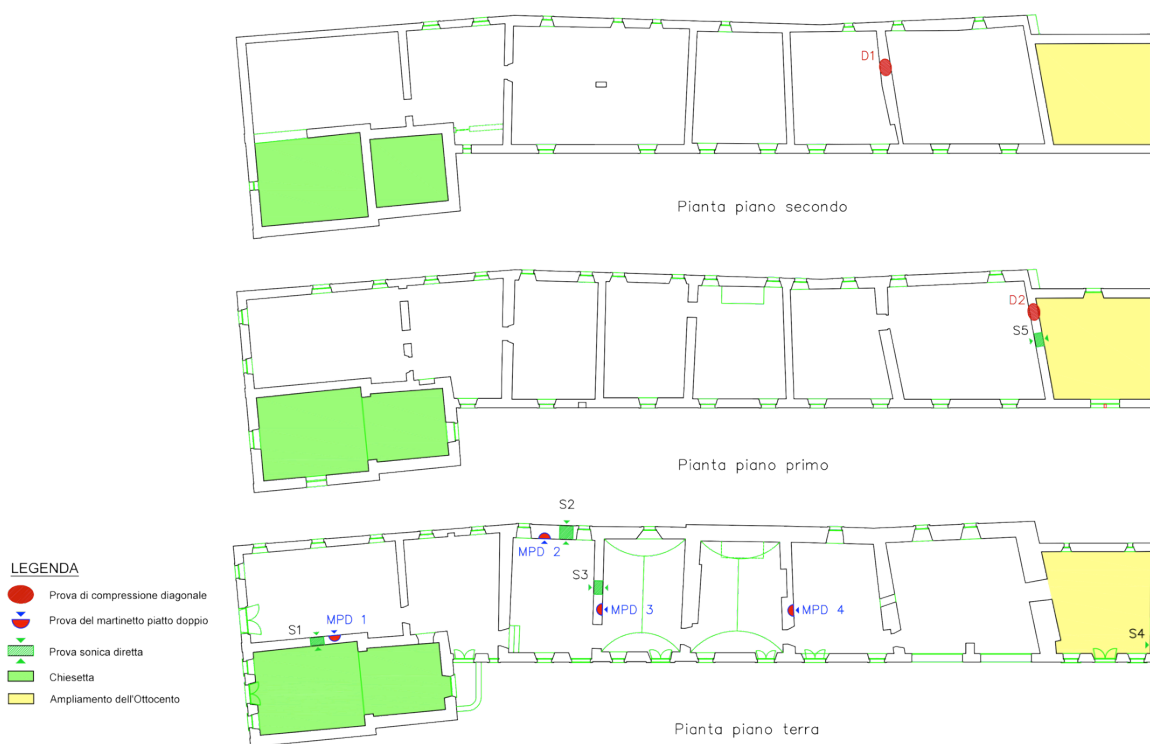 D1
Pianta piano secondo
D2
S5
Pianta piano primo
S2
MPD 2
S3
MPD 3
MPD 4
S1
MPD 1
S4
Pianta piano terra
LEGENDA
Prova di compressione diagonale
Prova del martinetto piatto doppio
Prova sonica diretta
Chiesetta
Ampliamento dell'Ottocento